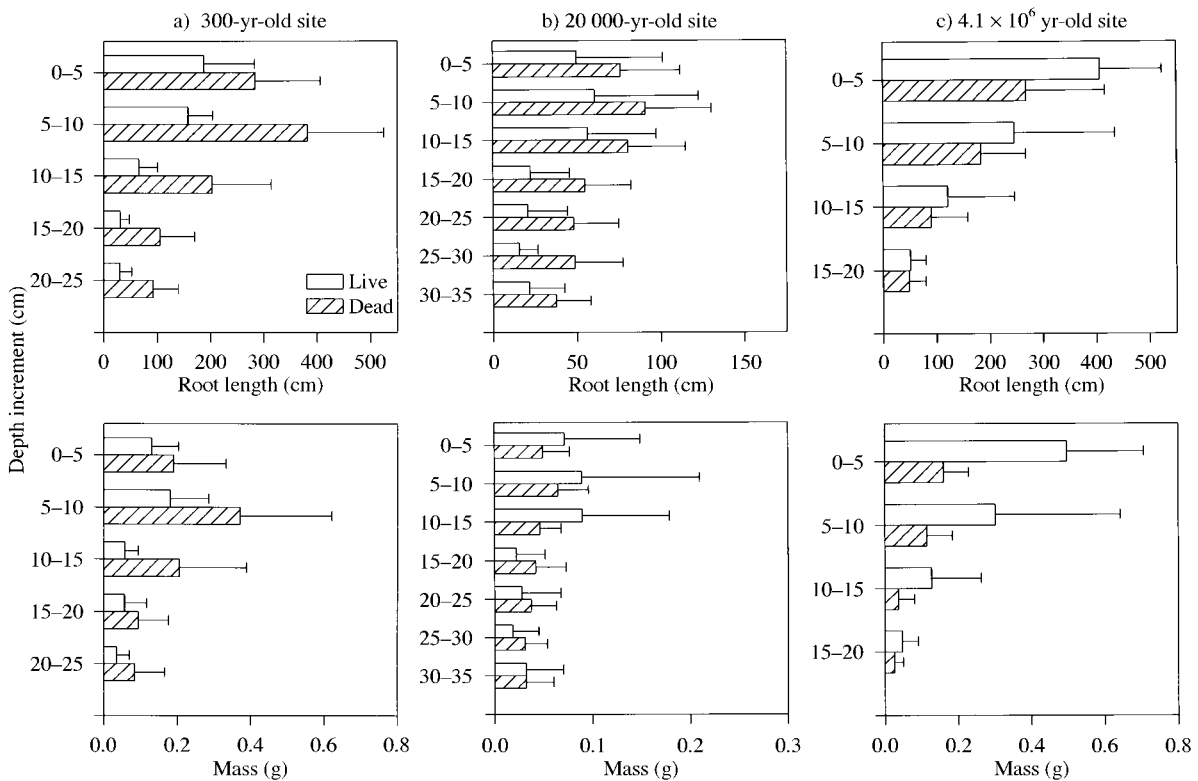 a) 300-yr-old site
b) 20 000-yr-old site
c) 4.1 × 10⁶ yr-old site
Depth increment (cm)
0–5
5–10
10–15
15–20
20–25
Live
Dead
0 100 200 300 400 500
Root length (cm)
0–5
5–10
10–15
15–20
20–25
25–30
30–35
0 50 100 150
Root length (cm)
0–5
5–10
10–15
15–20
0 100 200 300 400 500
Root length (cm)
0–5
5–10
10–15
15–20
20–25
0.0 0.2 0.4 0.6 0.8
Mass (g)
0–5
5–10
10–15
15–20
20–25
25–30
30–35
0.0 0.1 0.2 0.3
Mass (g)
0–5
5–10
10–15
15–20
0.0 0.2 0.4 0.6 0.8
Mass (g)